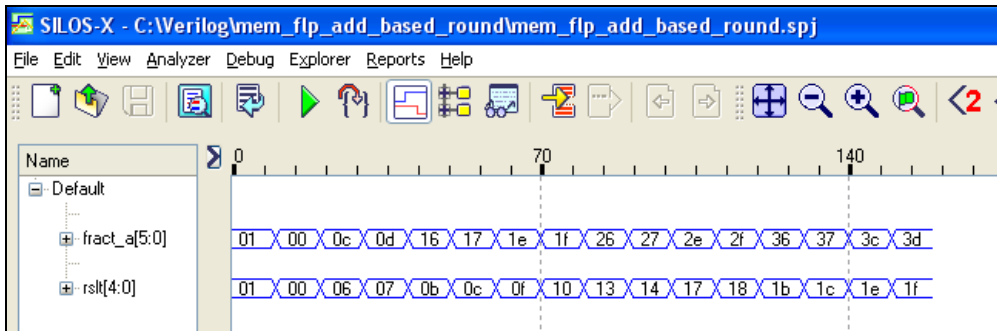 SILOS-X - C:\Verilog\mem_flp_add_based_round\mem_flp_add_based_round.spj
File Edit View Analyzer Debug Explorer Reports Help
2
Name 0 70 140
Default
fract_a[5:0] 01 00 0c 0d 16 17 1e 1f 26 27 2e 2f 36 37 3c 3d
rslt[4:0] 01 00 06 07 0b 0c 0f 10 13 14 17 18 1b 1c 1e 1f